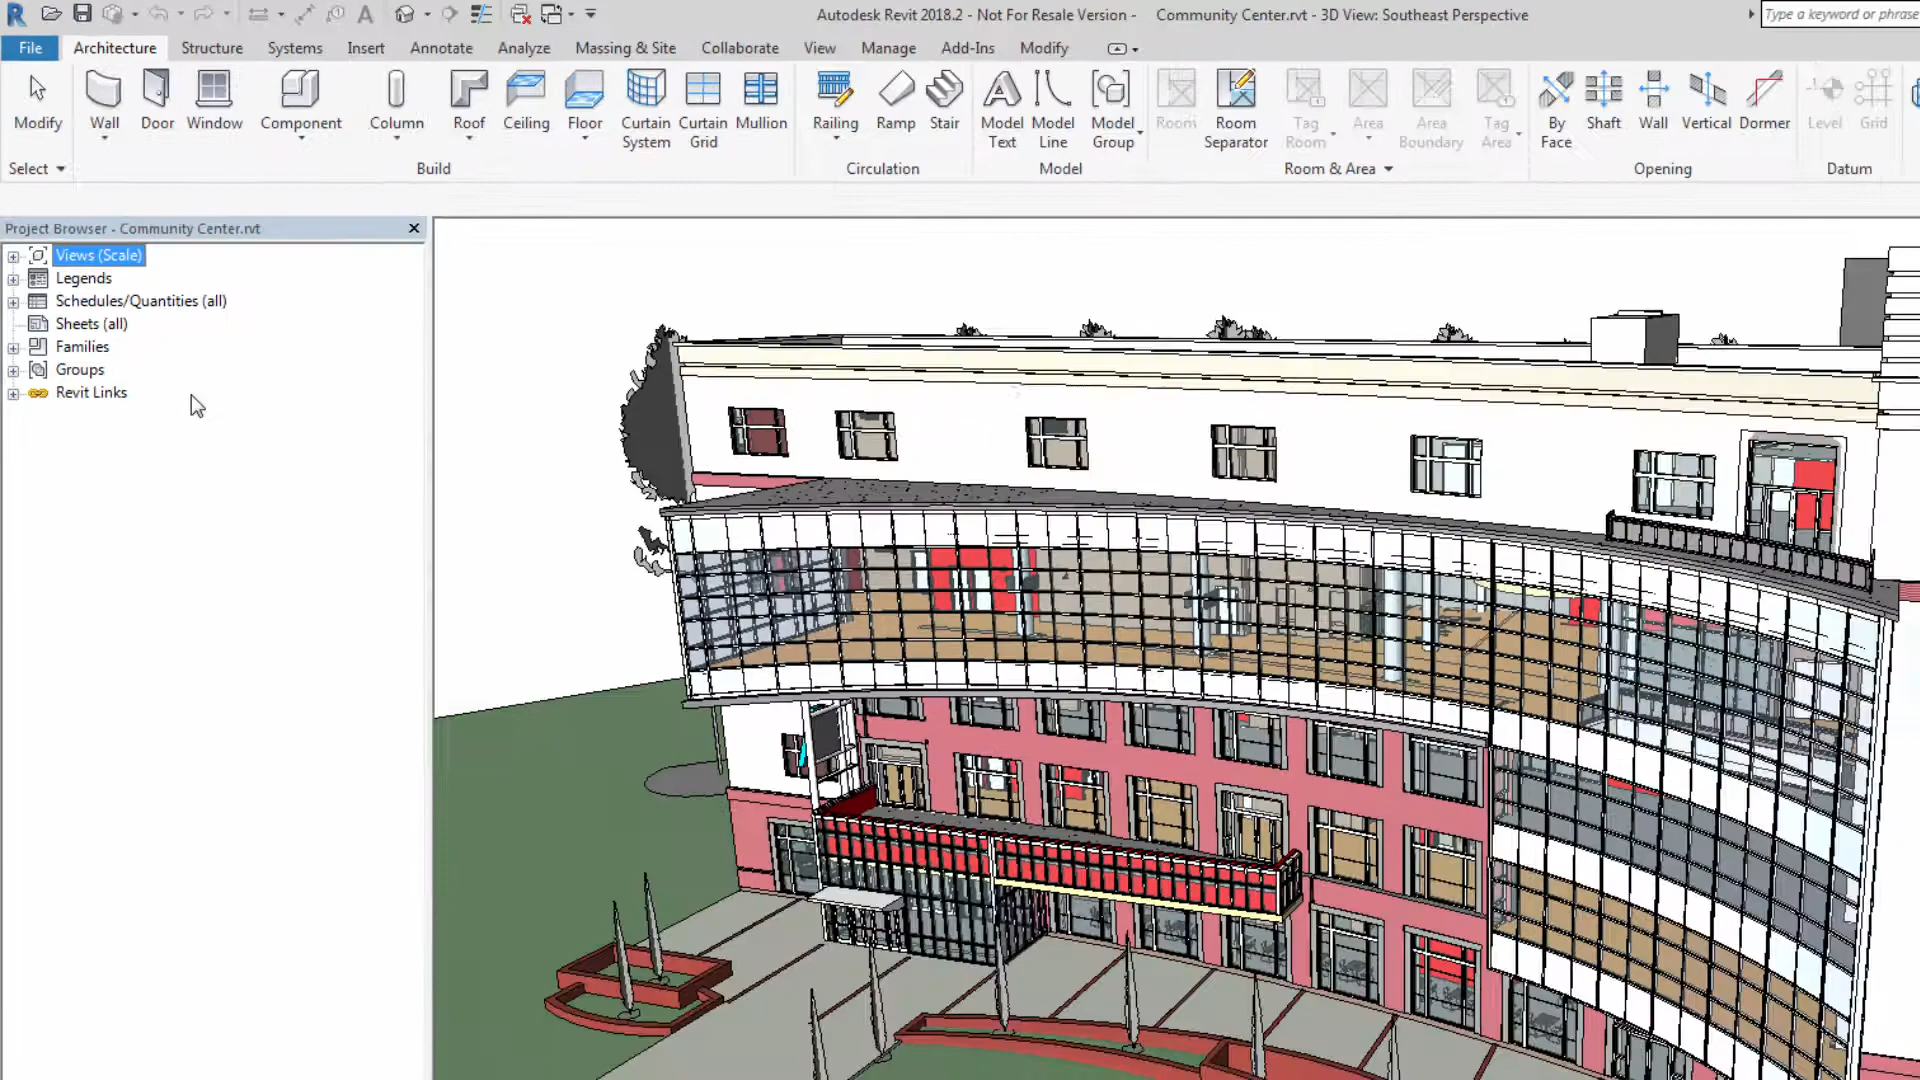 Autodesk Revit 2018.2 - Not For Resale Version - Community Center.rvt - 3D View: Southeast Perspective
Type a keyword or phrase
File Architecture Structure Systems Insert Annotate Analyze Massing & Site Collaborate View Manage Add-Ins Modify
Modify Wall Door Window Component Column Roof Ceiling Floor Curtain System Curtain Grid Mullion Railing Ramp Stair Model Text Model Line Model Group Room Room Separator Tag Room Area Area Boundary Tag Area By Face Shaft Wall Vertical Dormer Level Grid
Select Build Circulation Model Room & Area Opening Datum
Project Browser - Community Center.rvt
Views (Scale)
Legends
Schedules/Quantities (all)
Sheets (all)
Families
Groups
Revit Links